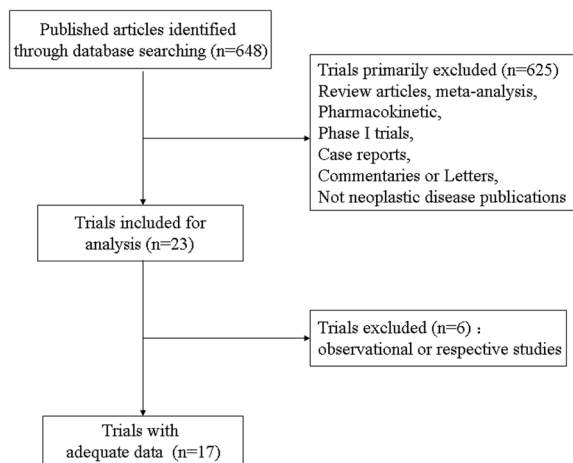 Published articles identified
through database searching (n=648)
Trials primarily excluded (n=625)
Review articles, meta-analysis,
Pharmacokinetic,
Phase I trials,
Case reports,
Commentaries or Letters,
Not neoplastic disease publications
Trials included for
analysis (n=23)
Trials excluded (n=6) :
observational or respective studies
Trials with
adequate data (n=17)